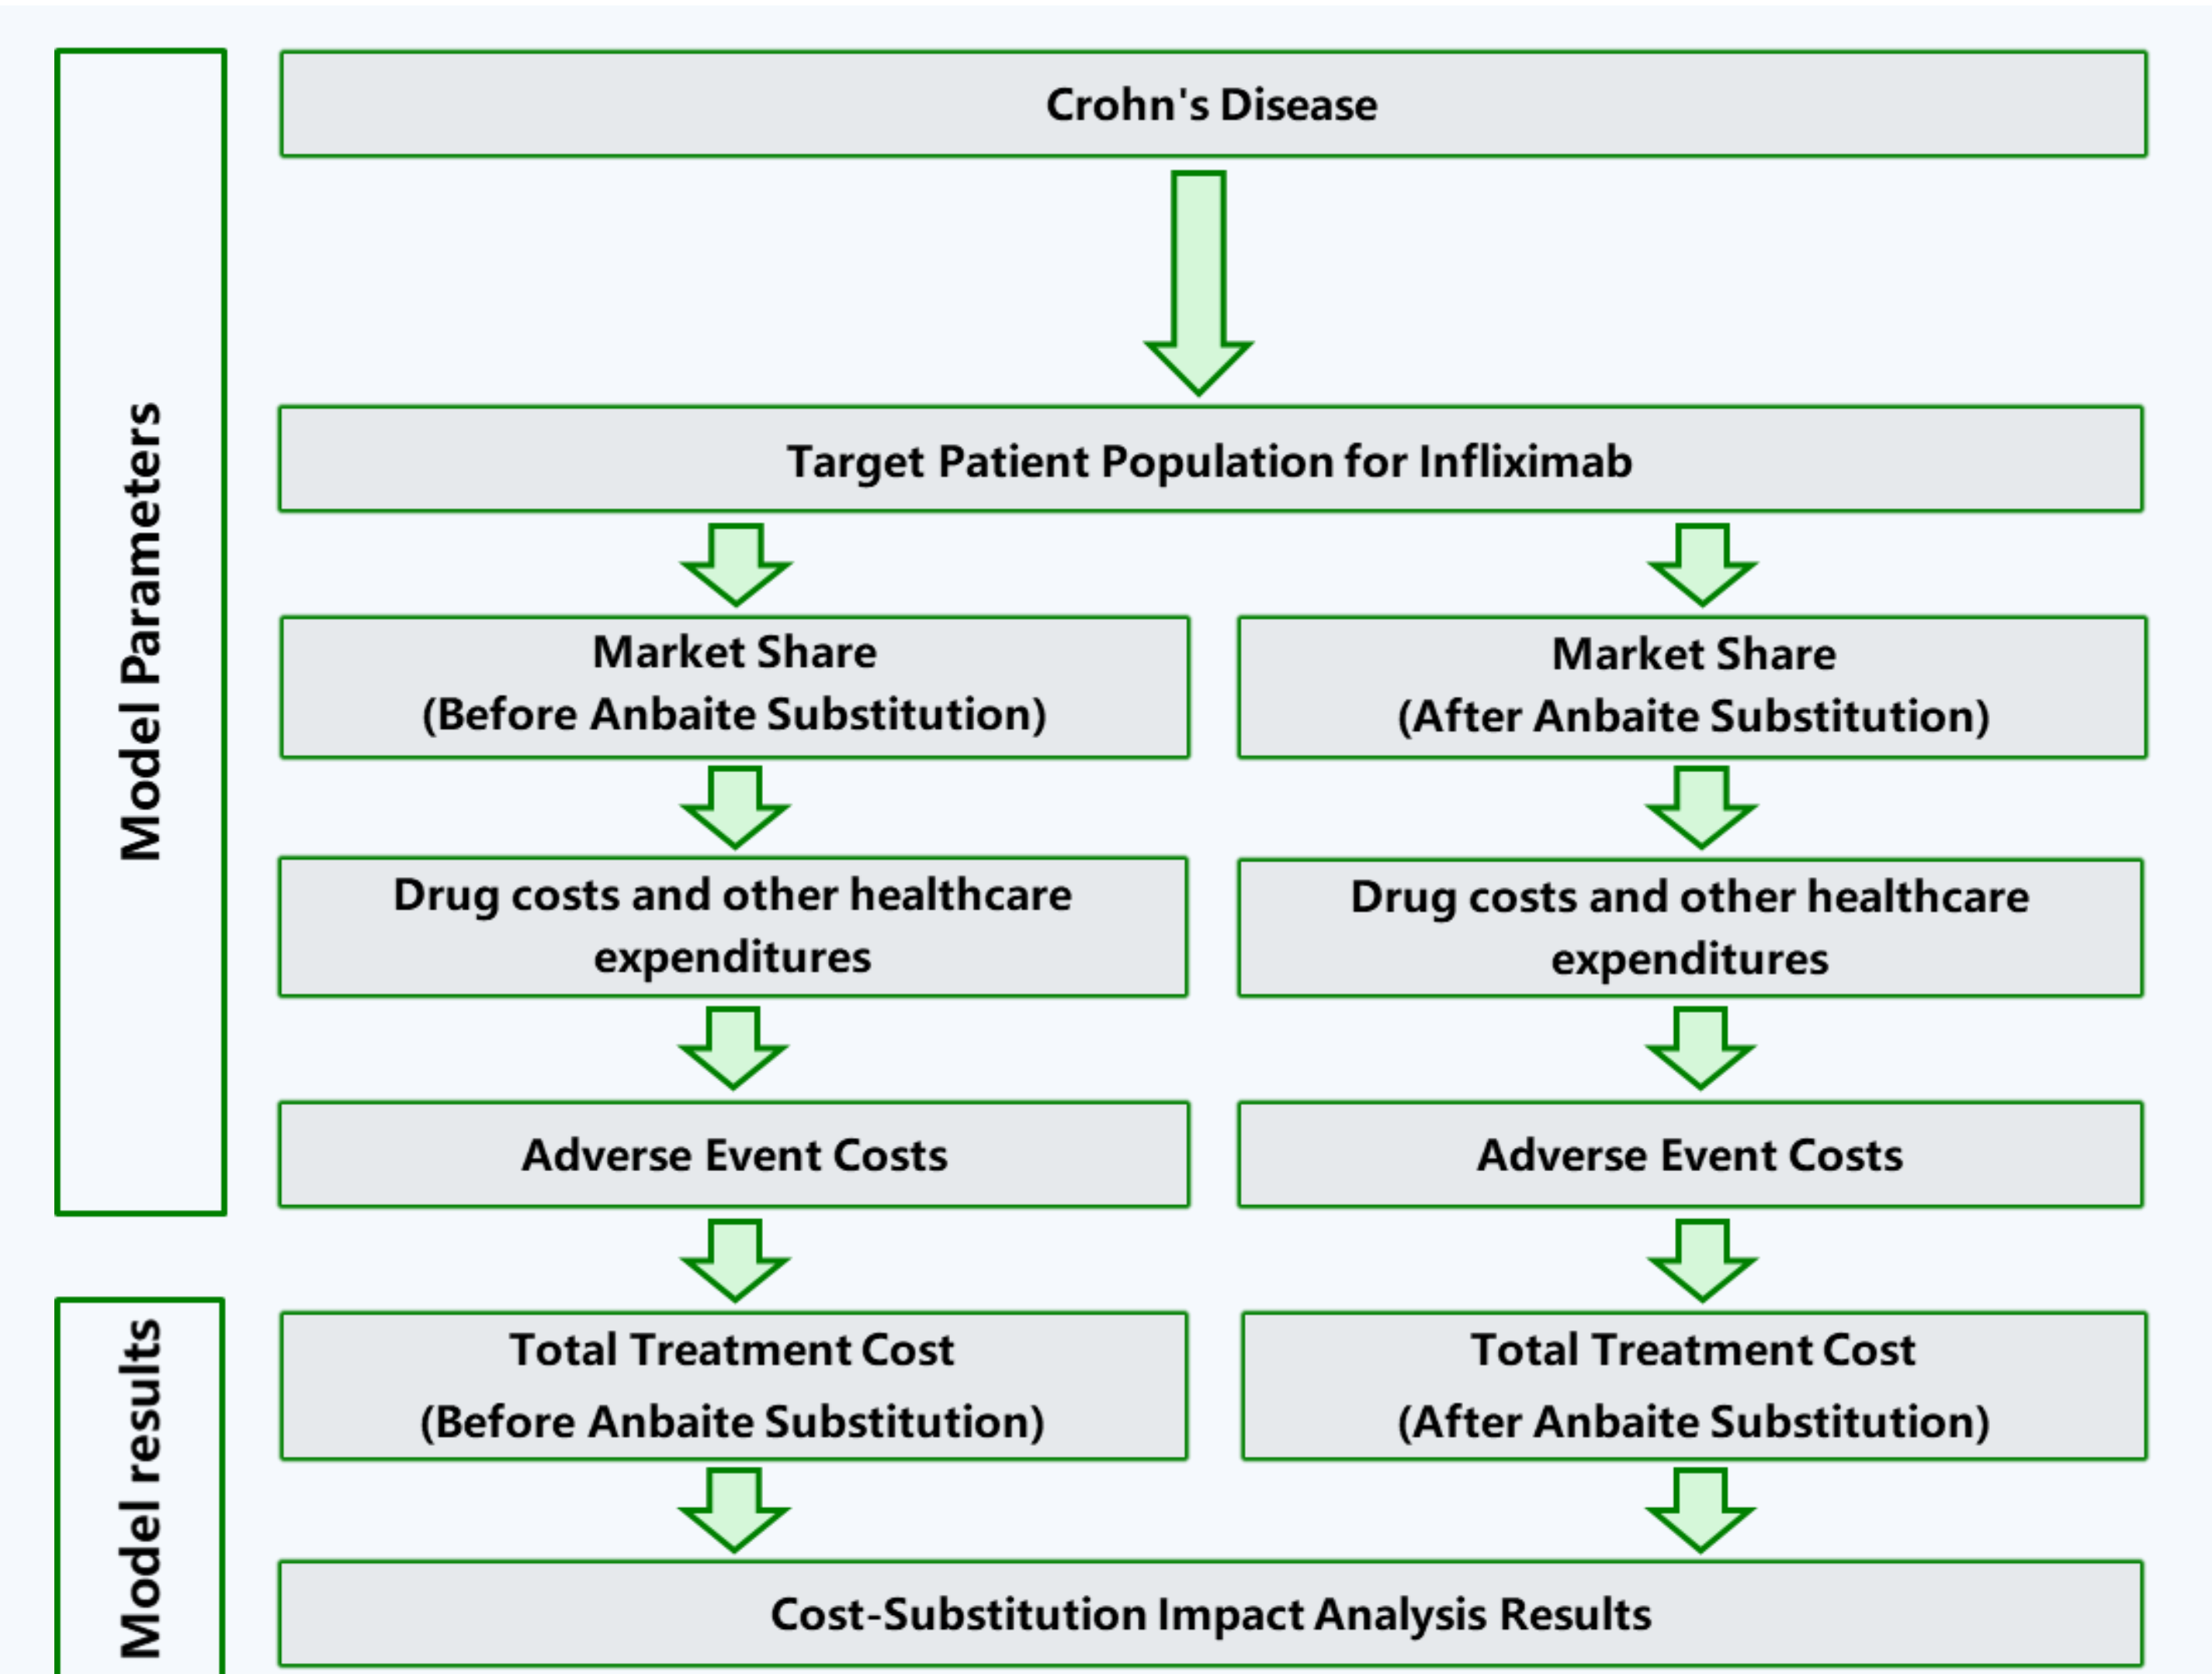 Model Parameters
Crohn's Disease
Target Patient Population for Infliximab
Market Share
(Before Anbaite Substitution)
Market Share
(After Anbaite Substitution)
Drug costs and other healthcare
expenditures
Drug costs and other healthcare
expenditures
Adverse Event Costs
Adverse Event Costs
Model results
Total Treatment Cost
(Before Anbaite Substitution)
Total Treatment Cost
(After Anbaite Substitution)
Cost-Substitution Impact Analysis Results